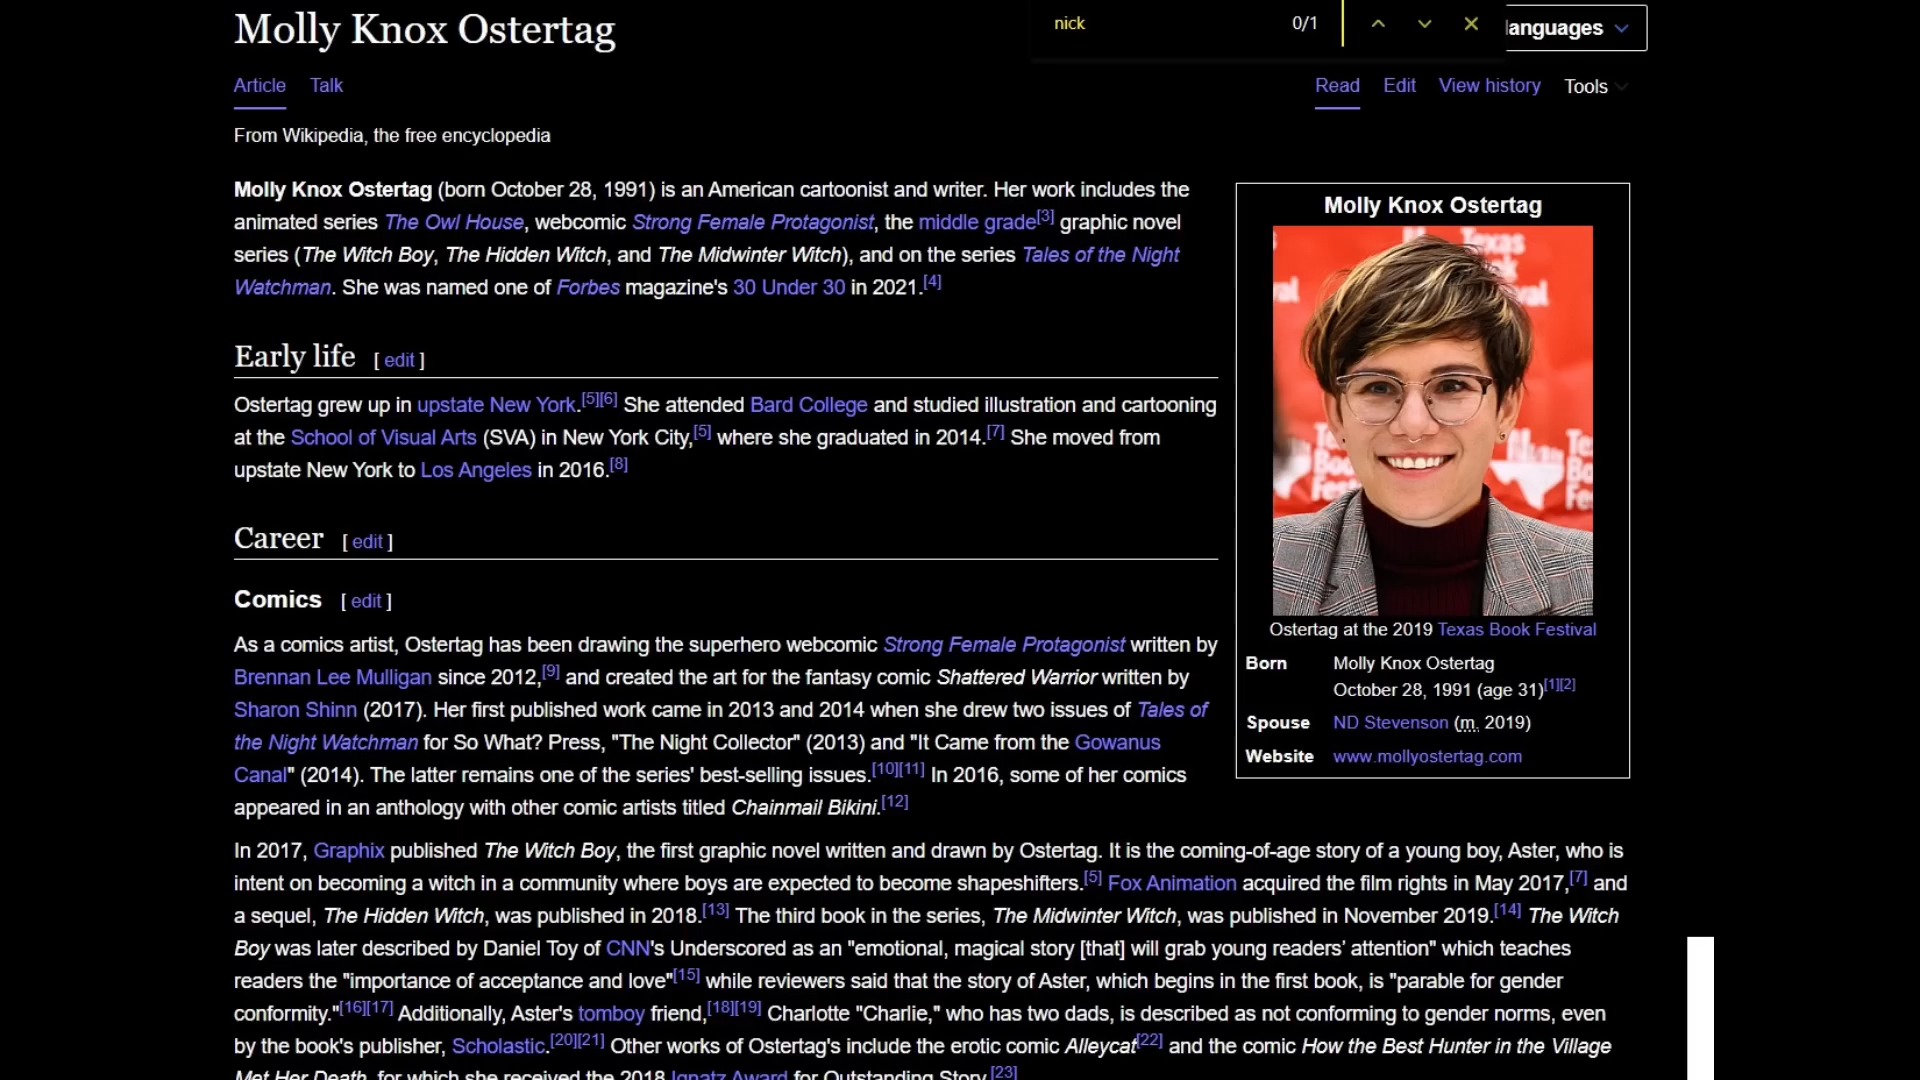 Molly Knox Ostertag
nick 0/1
languages
Article Talk
Read Edit View history Tools
From Wikipedia, the free encyclopedia
Molly Knox Ostertag (born October 28, 1991) is an American cartoonist and writer. Her work includes the
animated series The Owl House, webcomic Strong Female Protagonist, the middle grade[3] graphic novel
series (The Witch Boy, The Hidden Witch, and The Midwinter Witch), and on the series Tales of the Night
Watchman. She was named one of Forbes magazine's 30 Under 30 in 2021.[4]
Early life [ edit ]
Ostertag grew up in upstate New York.[5][6] She attended Bard College and studied illustration and cartooning
at the School of Visual Arts (SVA) in New York City,[5] where she graduated in 2014.[7] She moved from
upstate New York to Los Angeles in 2016.[8]
Molly Knox Ostertag
Texas
Ostertag at the 2019 Texas Book Festival
Born Molly Knox Ostertag
October 28, 1991 (age 31)[1][2]
Spouse ND Stevenson (m. 2019)
Website www.mollyostertag.com
Career [ edit ]
Comics [ edit ]
As a comics artist, Ostertag has been drawing the superhero webcomic Strong Female Protagonist written by
Brennan Lee Mulligan since 2012,[9] and created the art for the fantasy comic Shattered Warrior written by
Sharon Shinn (2017). Her first published work came in 2013 and 2014 when she drew two issues of Tales of
the Night Watchman for So What? Press, "The Night Collector" (2013) and "It Came from the Gowanus
Canal" (2014). The latter remains one of the series' best-selling issues.[10][11] In 2016, some of her comics
appeared in an anthology with other comic artists titled Chainmail Bikini.[12]
In 2017, Graphix published The Witch Boy, the first graphic novel written and drawn by Ostertag. It is the coming-of-age story of a young boy, Aster, who is
intent on becoming a witch in a community where boys are expected to become shapeshifters.[5] Fox Animation acquired the film rights in May 2017,[7] and
a sequel, The Hidden Witch, was published in 2018.[13] The third book in the series, The Midwinter Witch, was published in November 2019.[14] The Witch
Boy was later described by Daniel Toy of CNN's Underscored as an "emotional, magical story [that] will grab young readers' attention" which teaches
readers the "importance of acceptance and love"[15] while reviewers said that the story of Aster, which begins in the first book, is "parable for gender
conformity."[16][17] Additionally, Aster's tomboy friend,[18][19] Charlotte "Charlie," who has two dads, is described as not conforming to gender norms, even
by the book's publisher, Scholastic.[20][21] Other works of Ostertag's include the erotic comic Alleycat[22] and the comic How the Best Hunter in the Village
Met Her Death, for which she received the 2018 Ignatz Award for Outstanding Story.[23]